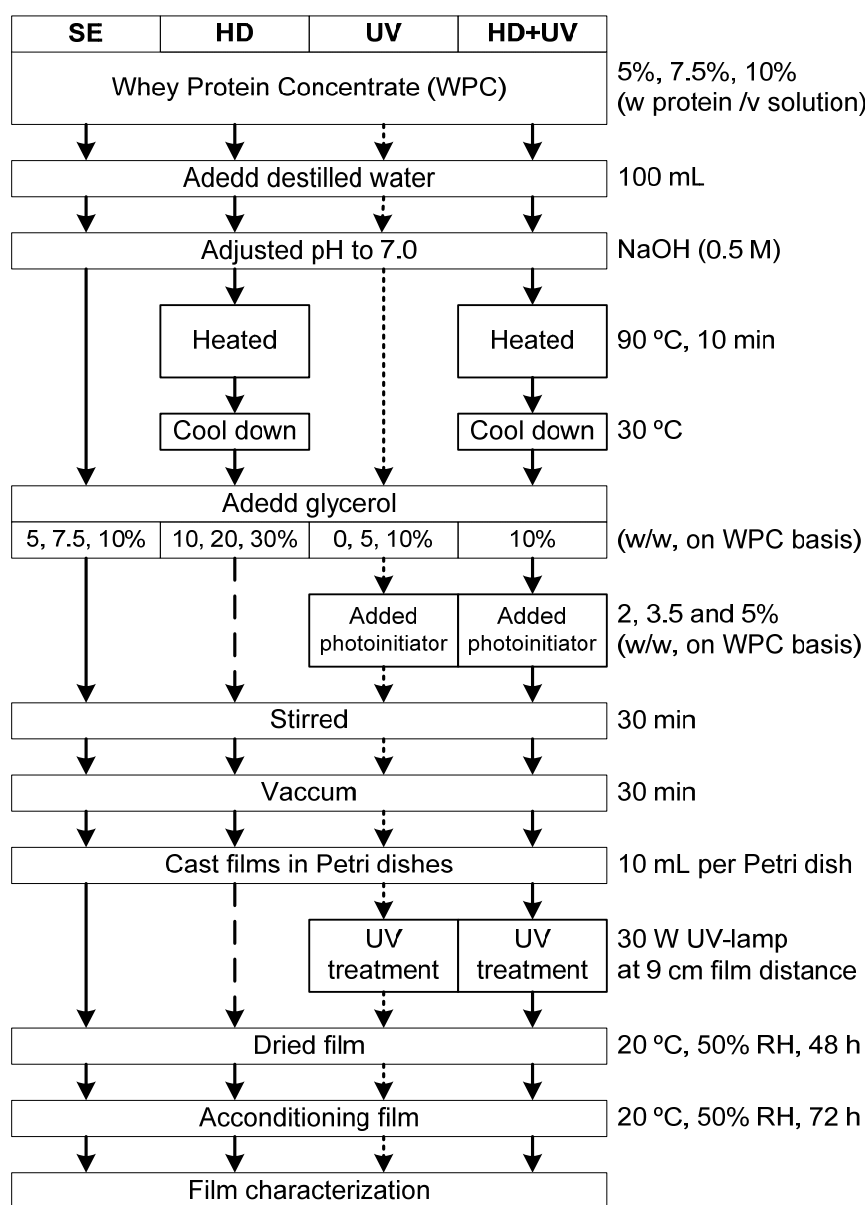 SE HD UV HD+UV
Whey Protein Concentrate (WPC)
5%, 7.5%, 10%
(w protein /v solution)
Adedd destilled water
100 mL
Adjusted pH to 7.0
NaOH (0.5 M)
Heated
Heated
90 ºC, 10 min
Cool down
Cool down
30 ºC
Adedd glycerol
5, 7.5, 10% 10, 20, 30% 0, 5, 10% 10%
(w/w, on WPC basis)
Added
photoinitiator
Added
photoinitiator
2, 3.5 and 5%
(w/w, on WPC basis)
Stirred
30 min
Vaccum
30 min
Cast films in Petri dishes
10 mL per Petri dish
UV
treatment
UV
treatment
30 W UV-lamp
at 9 cm film distance
Dried film
20 ºC, 50% RH, 48 h
Acconditioning film
20 ºC, 50% RH, 72 h
Film characterization